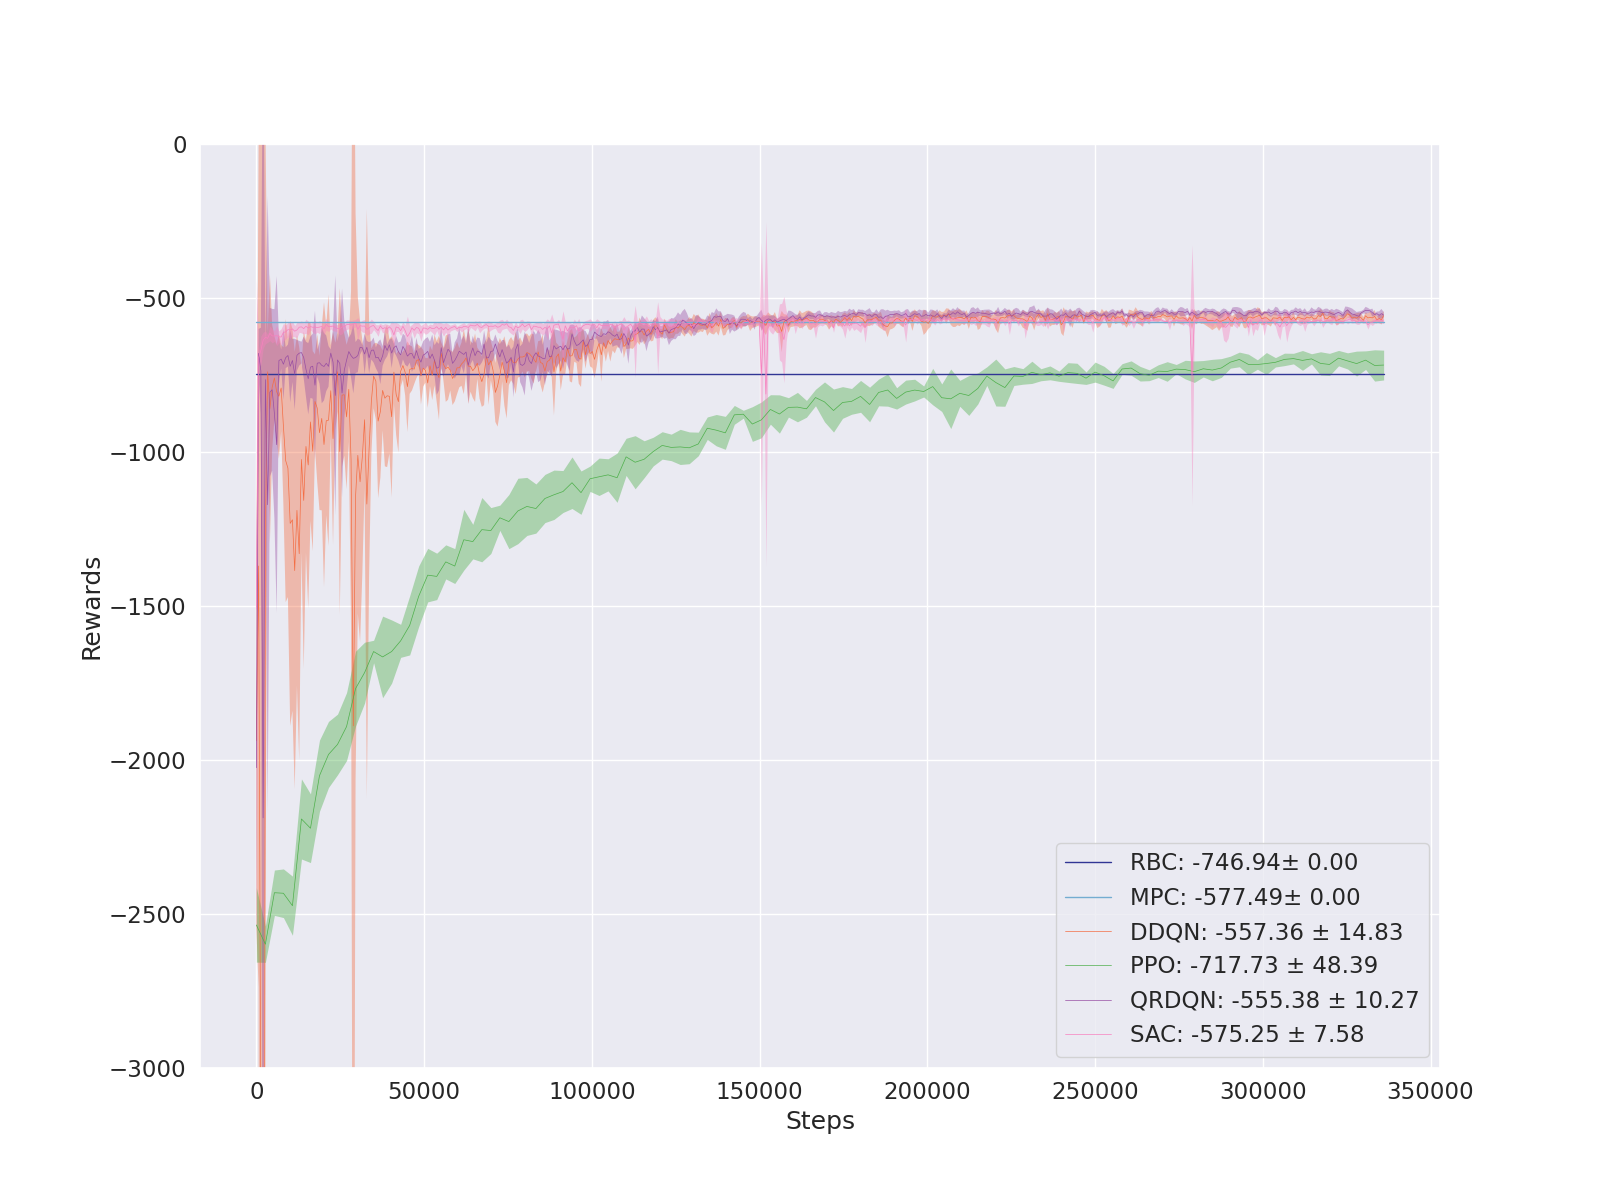 0
−500
−1000
−1500
−2000
−2500
−3000
Rewards
0 50000 100000 150000 200000 250000 300000 350000
Steps
RBC: -746.94± 0.00
MPC: -577.49± 0.00
DDQN: -557.36 ± 14.83
PPO: -717.73 ± 48.39
QRDQN: -555.38 ± 10.27
SAC: -575.25 ± 7.58